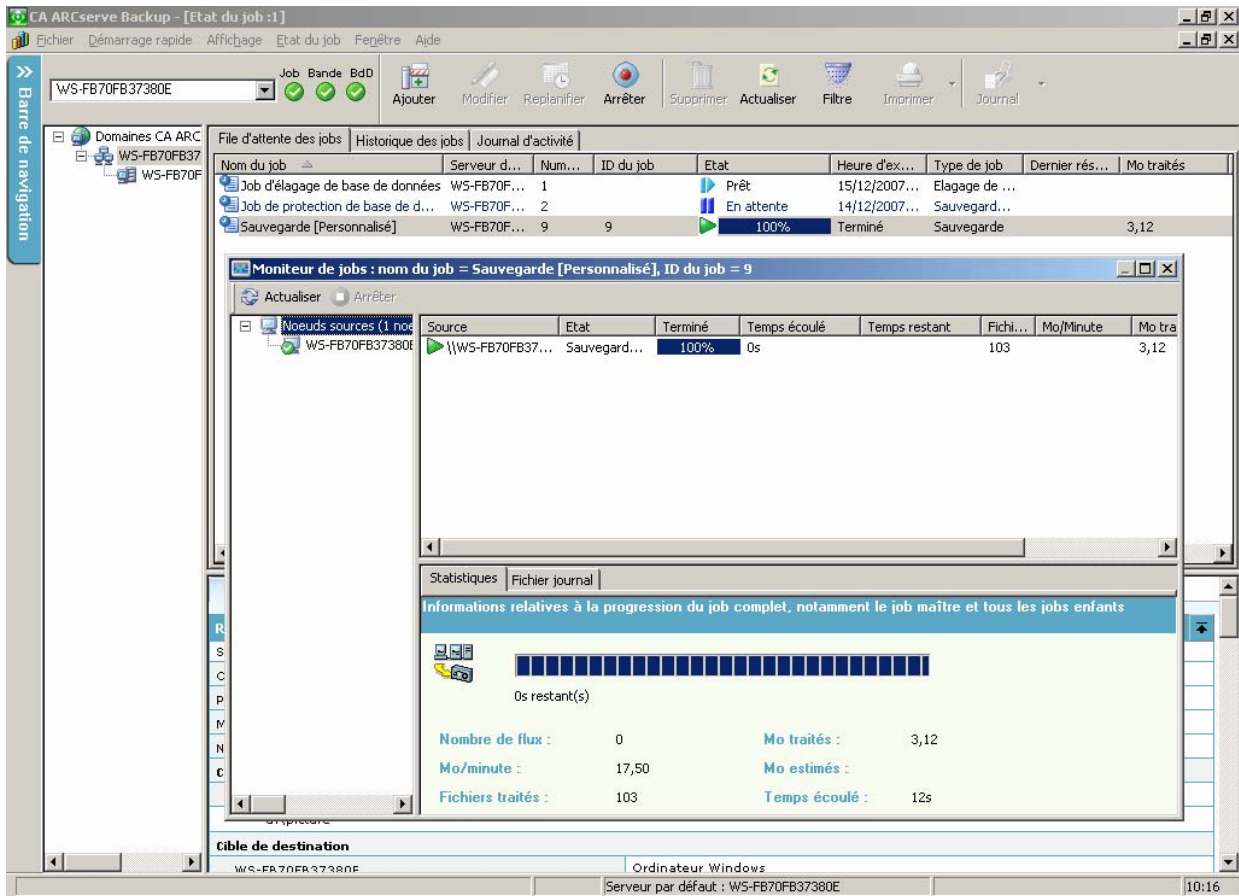 CA ARCserve Backup - [Etat du job :1]
Fichier Démarrage rapide Affichage Etat du job Fenêtre Aide
Barre de navigation
WS-FB70FB37380E
Job Bande BdD
Ajouter Modifier Replanifier Arrêter Supprimer Actualiser Filtre Imprimer Journal
Domaines CA ARC
WS-FB70FB37
WS-FB70F
File d'attente des jobs Historique des jobs Journal d'activité
Nom du job Serveur d... Num... ID du job Etat Heure d'ex... Type de job Dernier rés... Mo traités
Job d'élagage de base de données WS-FB70F... 1 Prêt 15/12/2007... Elagage de ...
Job de protection de base de d... WS-FB70F... 2 En attente 14/12/2007... Sauvegard...
Sauvegarde [Personnalisé] WS-FB70F... 9 9 100% Terminé Sauvegarde 3,12
Moniteur de jobs : nom du job = Sauvegarde [Personnalisé], ID du job = 9
Actualiser Arrêter
Noeuds sources (1 noe
WS-FB70FB37380E
Source Etat Terminé Temps écoulé Temps restant Fichi... Mo/Minute Mo tra
\\WS-FB70FB37... Sauvegard... 100% 0s 103 3,12
Statistiques Fichier journal
Informations relatives à la progression du job complet, notamment le job maître et tous les jobs enfants
0s restant(s)
Nombre de flux : 0 Mo traités : 3,12
Mo/minute : 17,50 Mo estimés :
Fichiers traités : 103 Temps écoulé : 12s
R
S
C
P
M
N
C
Cible de destination
WS-FB70FB37380E Ordinateur Windows
Serveur par défaut : WS-FB70FB37380E 10:16